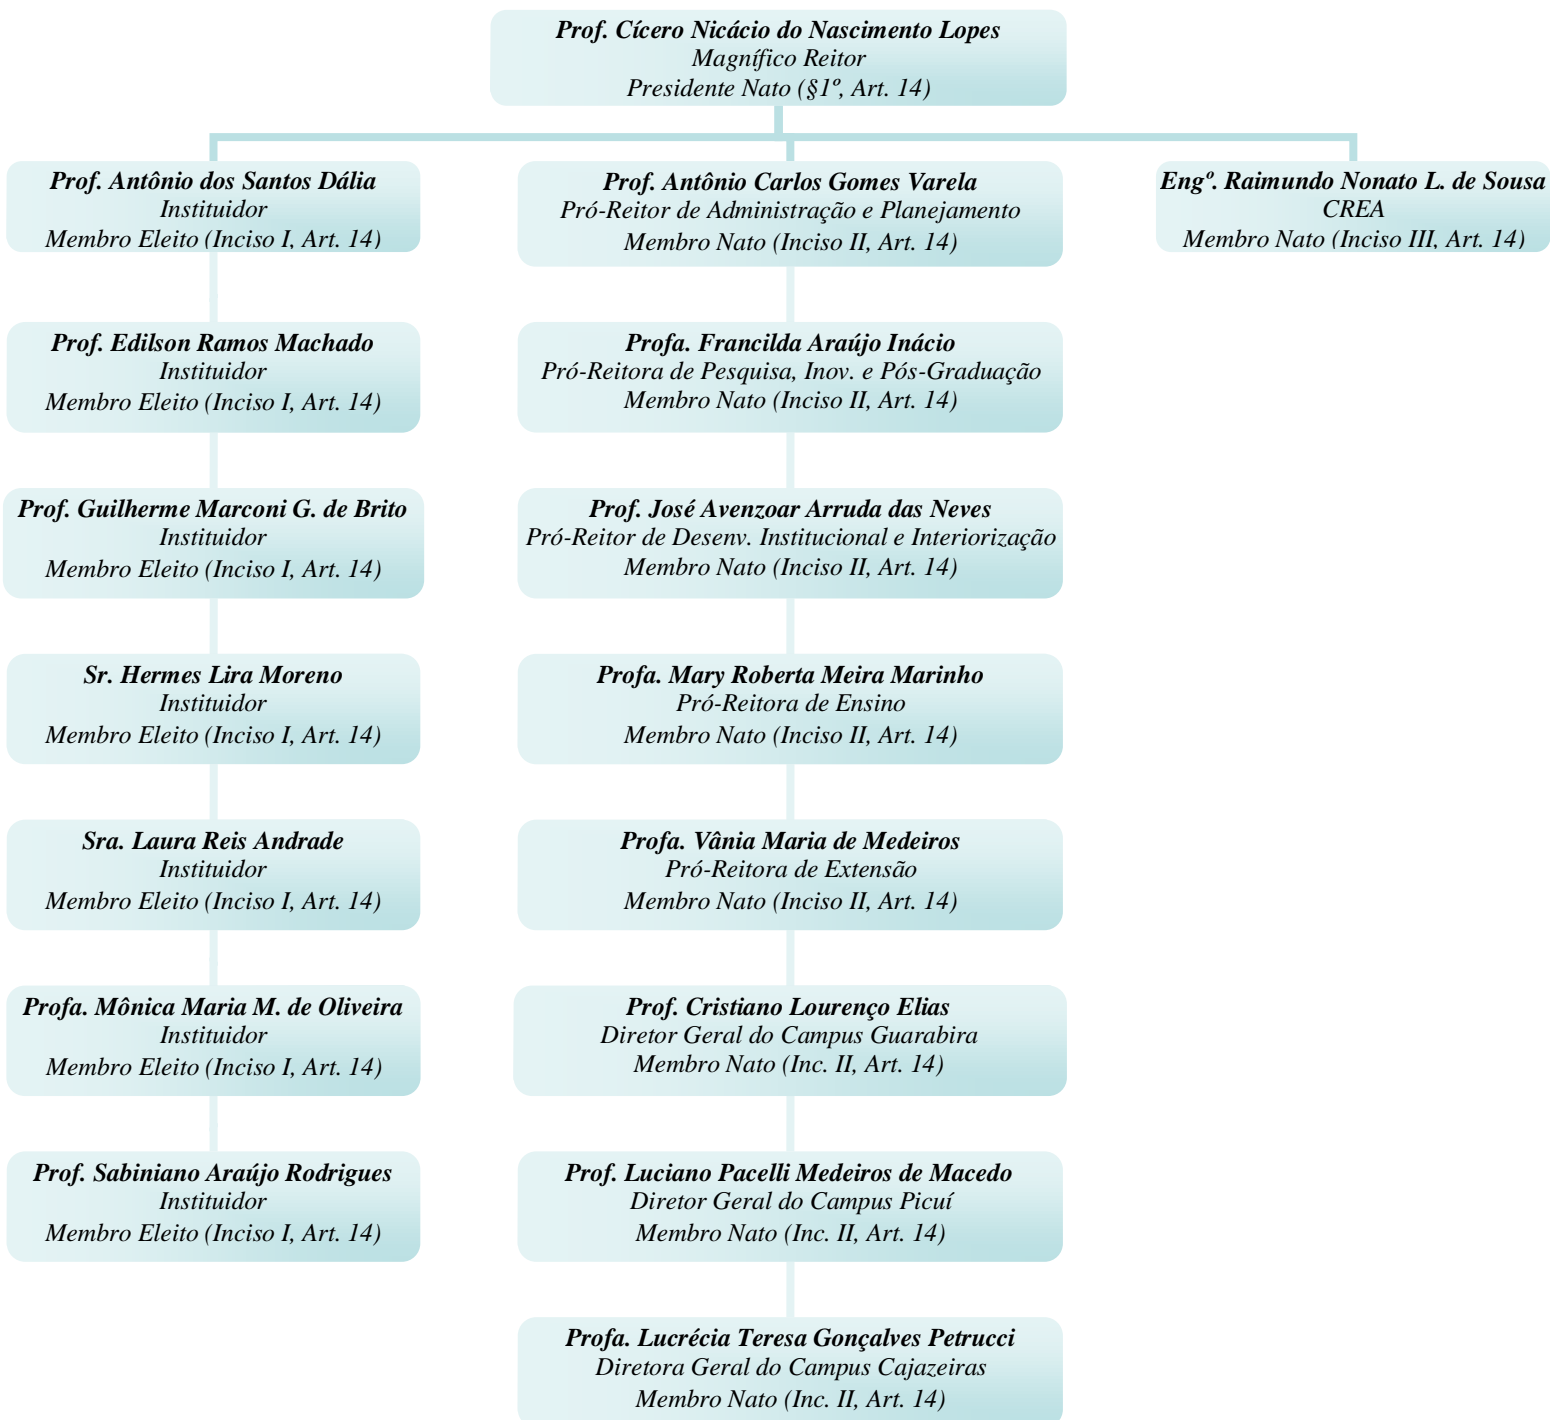 Prof. Cícero Nicácio do Nascimento Lopes
Magnífico Reitor
Presidente Nato (§1º, Art. 14)
Prof. Antônio dos Santos Dália
Instituidor
Membro Eleito (Inciso I, Art. 14)
Prof. Edilson Ramos Machado
Instituidor
Membro Eleito (Inciso I, Art. 14)
Prof. Guilherme Marconi G. de Brito
Instituidor
Membro Eleito (Inciso I, Art. 14)
Sr. Hermes Lira Moreno
Instituidor
Membro Eleito (Inciso I, Art. 14)
Sra. Laura Reis Andrade
Instituidor
Membro Eleito (Inciso I, Art. 14)
Profa. Mônica Maria M. de Oliveira
Instituidor
Membro Eleito (Inciso I, Art. 14)
Prof. Sabiniano Araújo Rodrigues
Instituidor
Membro Eleito (Inciso I, Art. 14)
Prof. Antônio Carlos Gomes Varela
Pró-Reitor de Administração e Planejamento
Membro Nato (Inciso II, Art. 14)
Profa. Francilda Araújo Inácio
Pró-Reitora de Pesquisa, Inov. e Pós-Graduação
Membro Nato (Inciso II, Art. 14)
Prof. José Avenzoar Arruda das Neves
Pró-Reitor de Desenv. Institucional e Interiorização
Membro Nato (Inciso II, Art. 14)
Profa. Mary Roberta Meira Marinho
Pró-Reitora de Ensino
Membro Nato (Inciso II, Art. 14)
Profa. Vânia Maria de Medeiros
Pró-Reitora de Extensão
Membro Nato (Inciso II, Art. 14)
Prof. Cristiano Lourenço Elias
Diretor Geral do Campus Guarabira
Membro Nato (Inc. II, Art. 14)
Prof. Luciano Pacelli Medeiros de Macedo
Diretor Geral do Campus Picuí
Membro Nato (Inc. II, Art. 14)
Profa. Lucrécia Teresa Gonçalves Petrucci
Diretora Geral do Campus Cajazeiras
Membro Nato (Inc. II, Art. 14)
Engº. Raimundo Nonato L. de Sousa
CREA
Membro Nato (Inciso III, Art. 14)